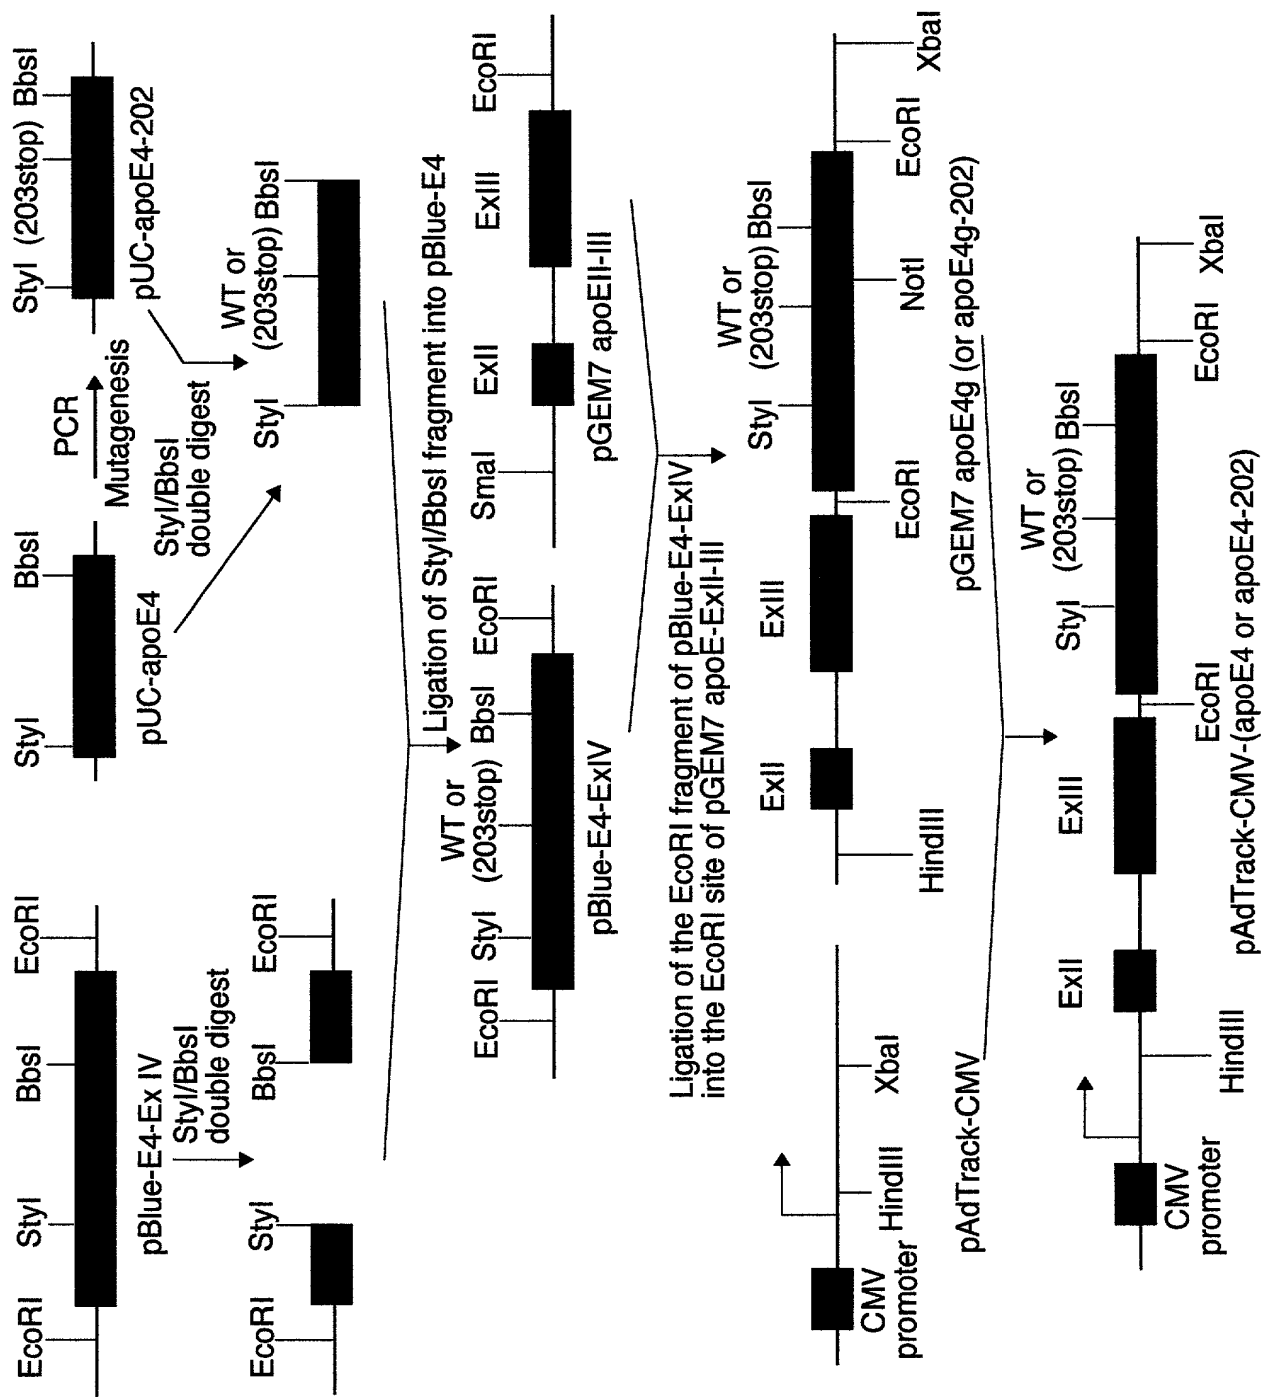 EcoRI StyI BbsI EcoRI
pBlue-E4-Ex IV
StyI/BbsI
double digest
EcoRI StyI BbsI EcoRI
StyI BbsI
pUC-apoE4
PCR
Mutagenesis
StyI (203stop) BbsI
pUC-apoE4-202
StyI/BbsI
double digest
WT or
StyI (203stop) BbsI
Ligation of StyI/BbsI fragment into pBlue-E4
WT or
EcoRI StyI (203stop) BbsI EcoRI
pBlue-E4-ExIV
SmaI ExII ExIII EcoRI
pGEM7 apoEII-III
Ligation of the EcoRI fragment of pBlue-E4-ExIV
into the EcoRI site of pGEM7 apoE-ExII-III
CMV
promoter
HindIII XbaI
pAdTrack-CMV
WT or
ExII ExIII StyI (203stop) BbsI
HindIII EcoRI NotI EcoRI XbaI
pGEM7 apoE4g (or apoE4g-202)
WT or
ExII ExIII StyI (203stop) BbsI
CMV
promoter
HindIII EcoRI EcoRI XbaI
pAdTrack-CMV-(apoE4 or apoE4-202)